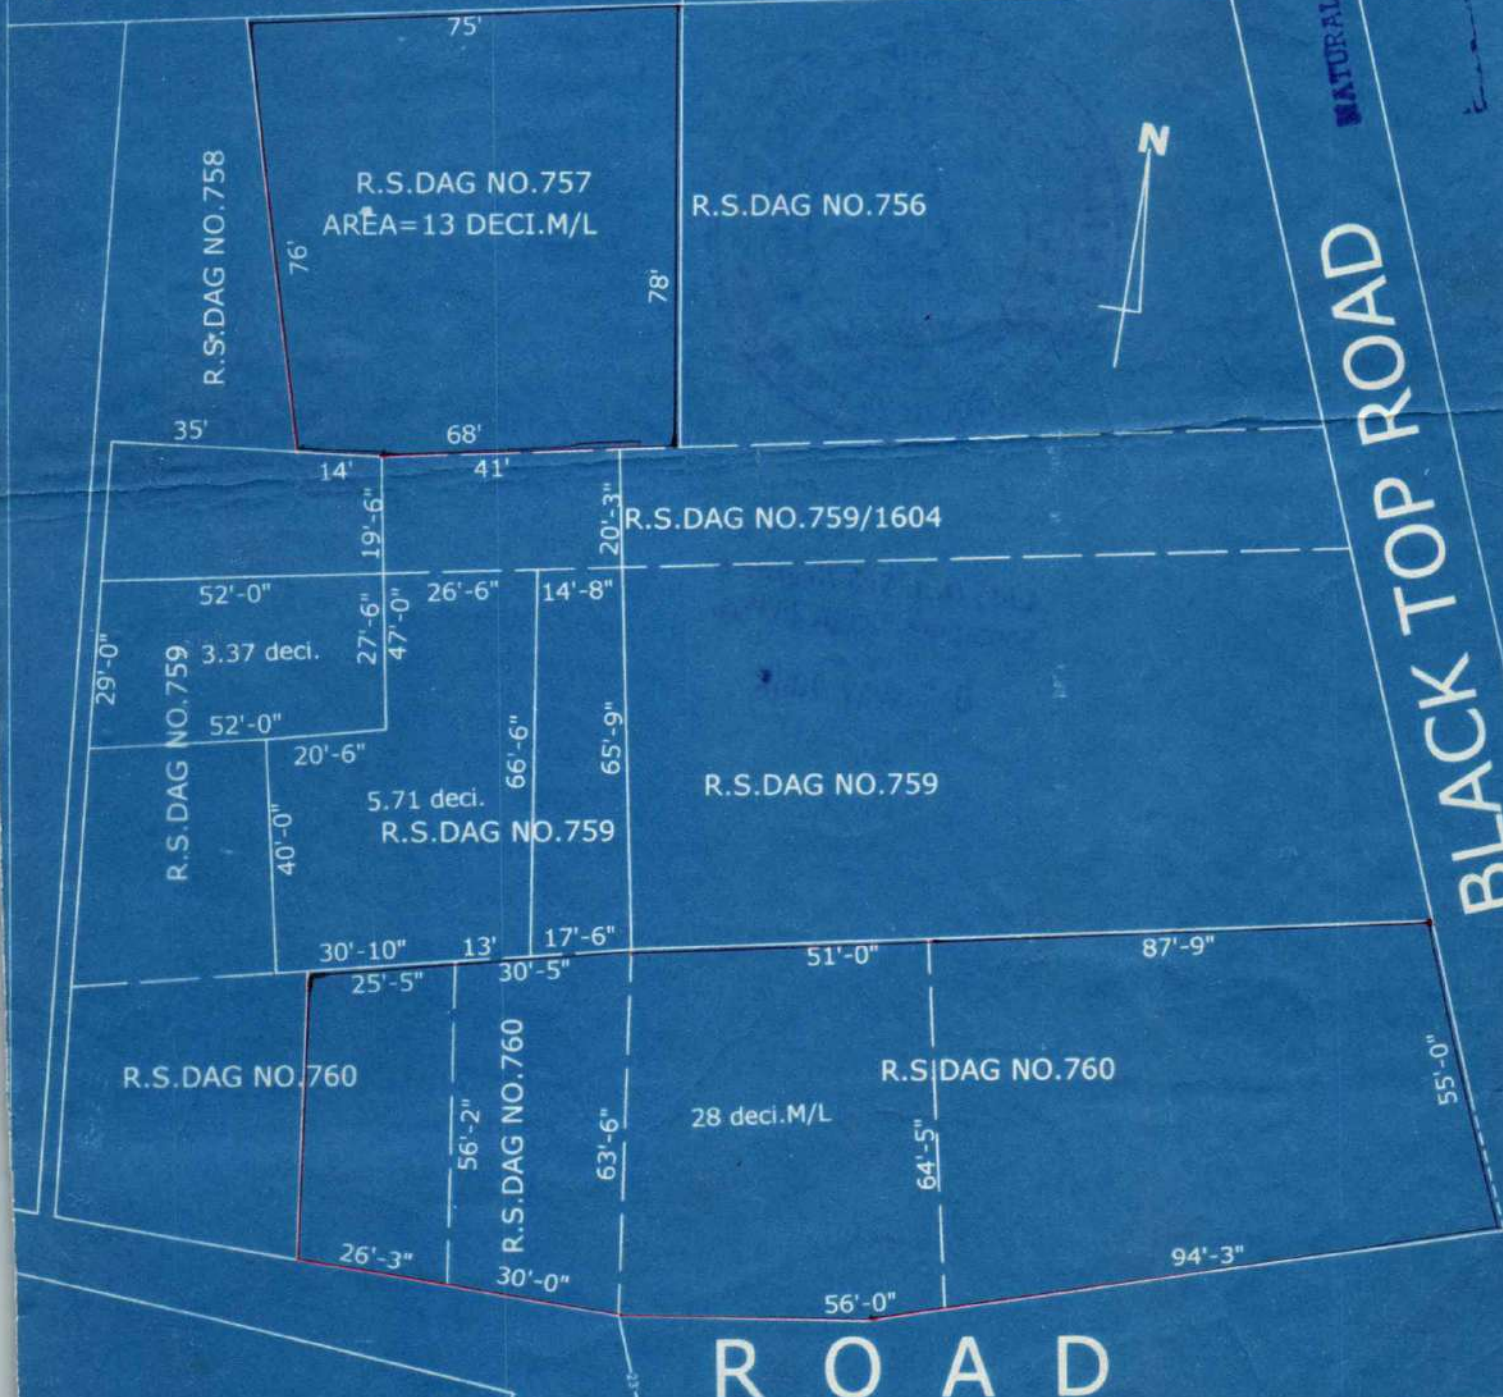 75'
NATURAL
N
R.S.DAG NO.758
R.S.DAG NO.757
AREA=13 DECI.M/L
R.S.DAG NO.756
76'
78'
BLACK TOP ROAD
35'
68'
14'
41'
19'-6"
20'-3"
R.S.DAG NO.759/1604
52'-0"
26'-6"
14'-8"
27'-6"
47'-0"
29'-0"
3.37 deci.
R.S.DAG NO.759
52'-0"
20'-6"
66'-6"
65'-9"
R.S.DAG NO.759
5.71 deci.
R.S.DAG NO.759
40'-0"
30'-10"
13'
17'-6"
51'-0"
87'-9"
25'-5"
30'-5"
R.S.DAG NO.760
R.S.DAG NO.760
R.S.DAG NO.760
55'-0"
56'-2"
63'-6"
28 deci.M/L
64'-5"
26'-3"
30'-0"
56'-0"
94'-3"
ROAD